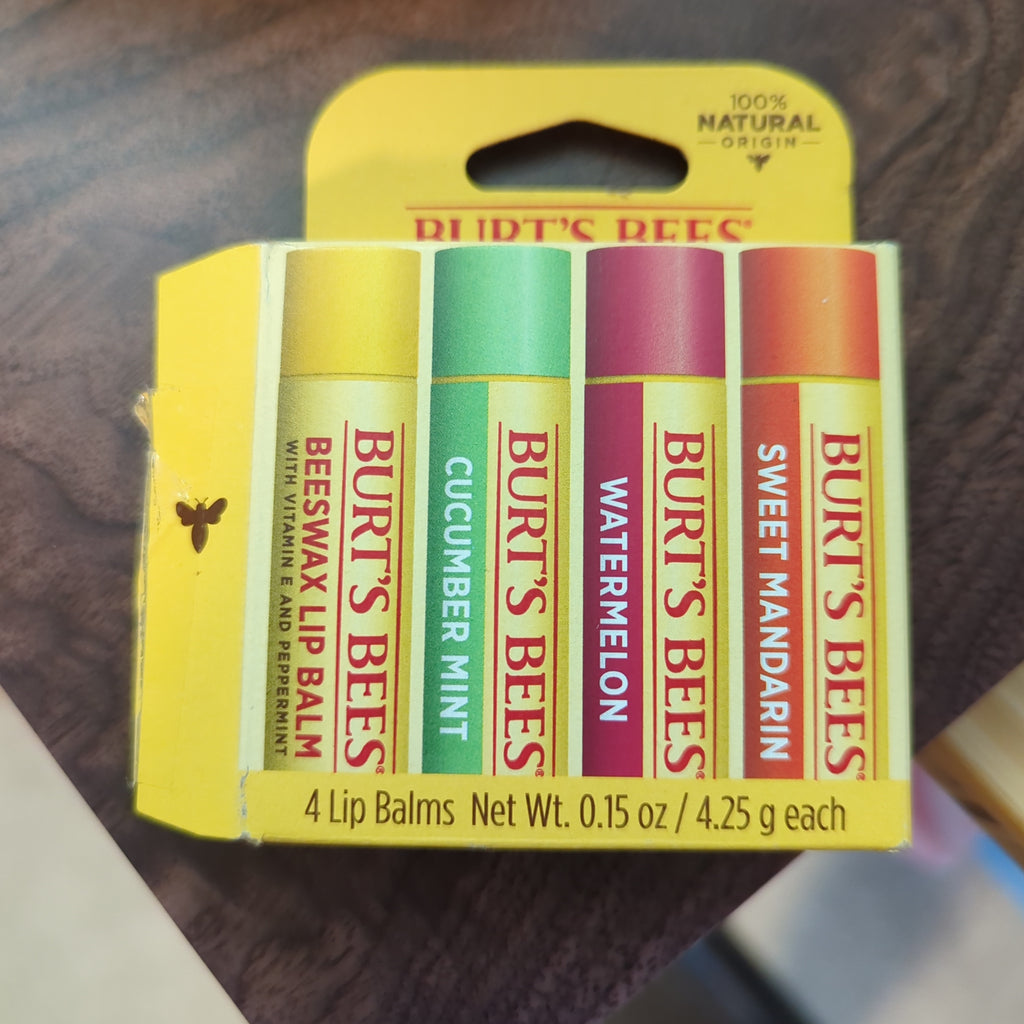 100%
NATURAL
ORIGIN
BURT'S BEES®
BURT'S BEES®
BEESWAX LIP BALM
WITH VITAMIN E AND PEPPERMINT
BURT'S BEES®
CUCUMBER MINT
BURT'S BEES®
WATERMELON
BURT'S BEES®
SWEET MANDARIN
4 Lip Balms Net Wt. 0.15 oz / 4.25 g each